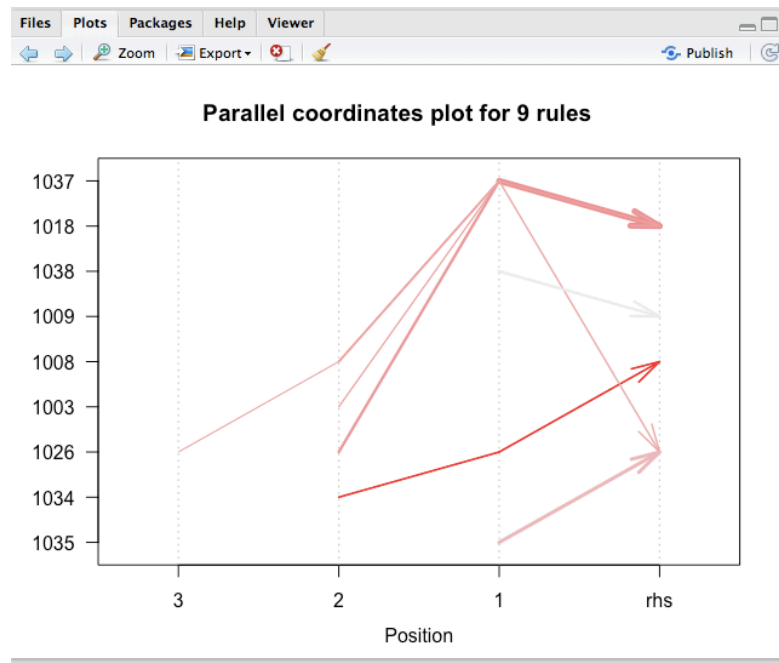 Files Plots Packages Help Viewer
Zoom Export Publish
Parallel coordinates plot for 9 rules
1037
1018
1038
1009
1008
1003
1026
1034
1035
3 2 1 rhs
Position